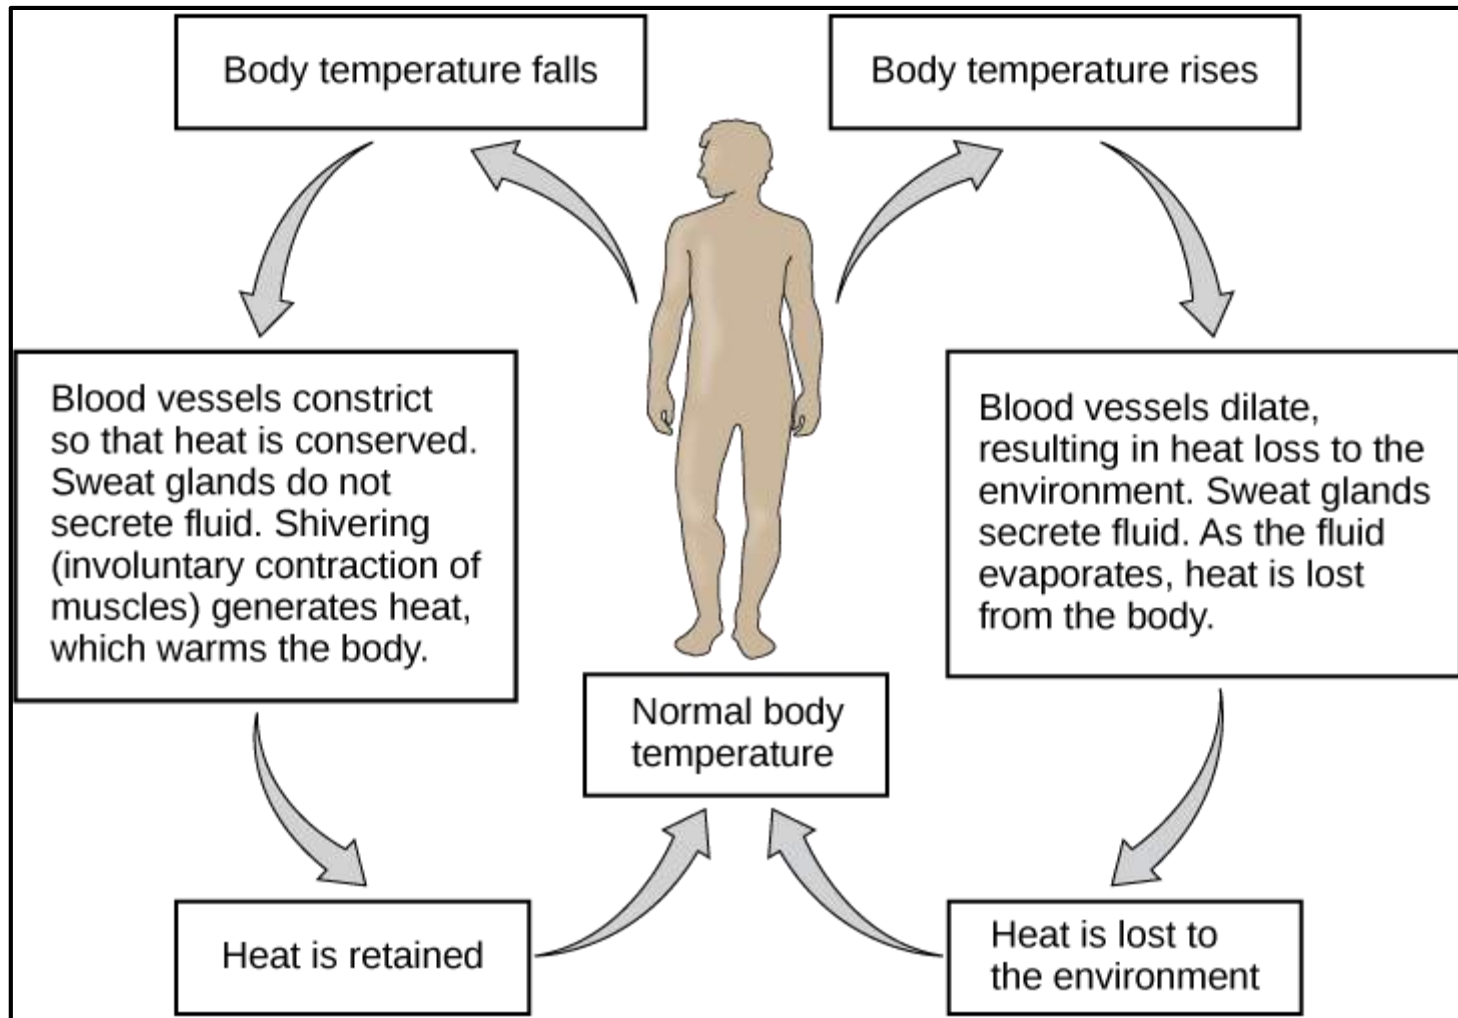 Body temperature falls
Body temperature rises
Blood vessels constrict
so that heat is conserved.
Sweat glands do not
secrete fluid. Shivering
(involuntary contraction of
muscles) generates heat,
which warms the body.
Blood vessels dilate,
resulting in heat loss to the
environment. Sweat glands
secrete fluid. As the fluid
evaporates, heat is lost
from the body.
Normal body
temperature
Heat is retained
Heat is lost to
the environment